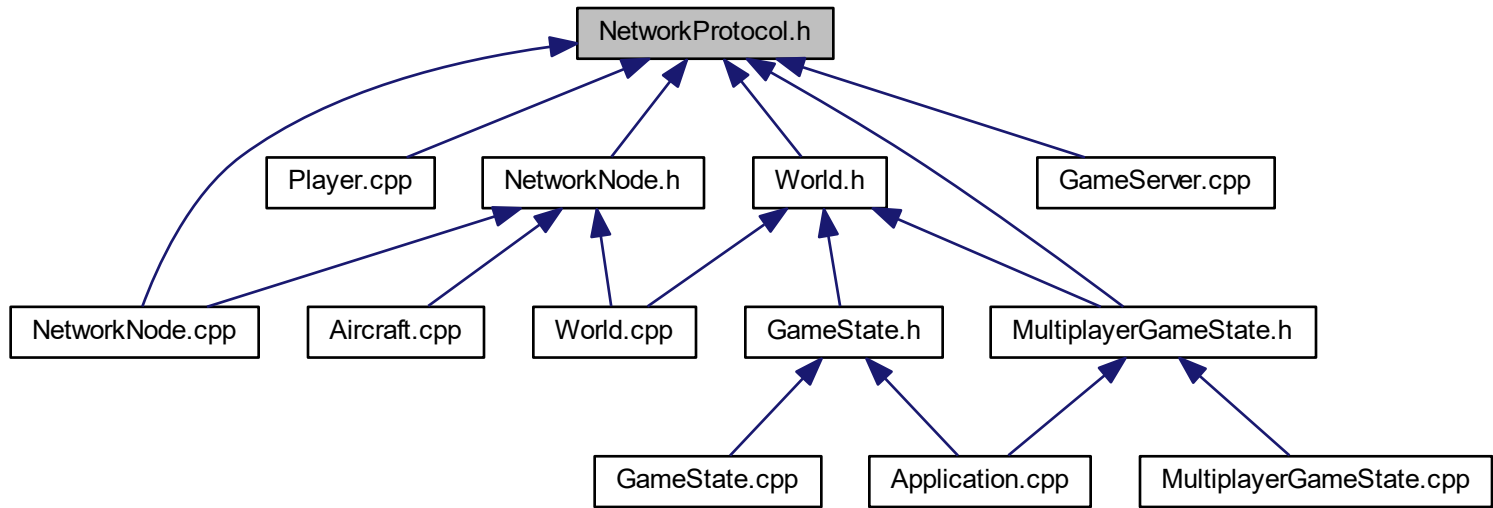 NetworkProtocol.h
Player.cpp
NetworkNode.h
World.h
GameServer.cpp
NetworkNode.cpp
Aircraft.cpp
World.cpp
GameState.h
MultiplayerGameState.h
GameState.cpp
Application.cpp
MultiplayerGameState.cpp